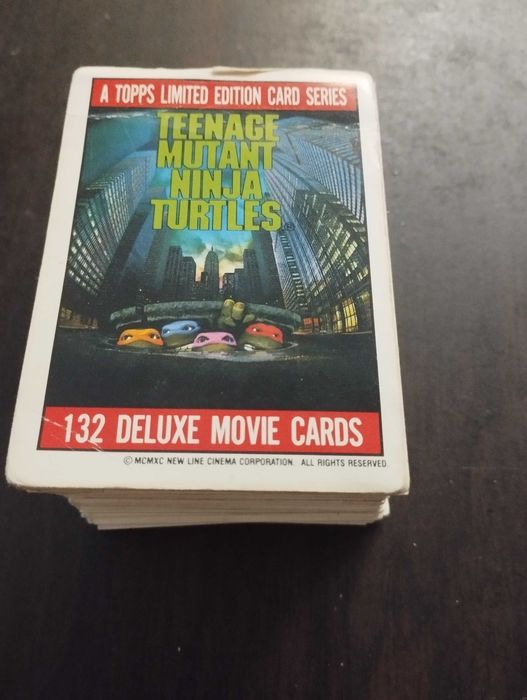 A TOPPS LIMITED EDITION CARD SERIES
TEENAGE
MUTANT
NINJA
TURTLES®
132 DELUXE MOVIE CARDS
© MCMXC NEW LINE CINEMA CORPORATION. ALL RIGHTS RESERVED.